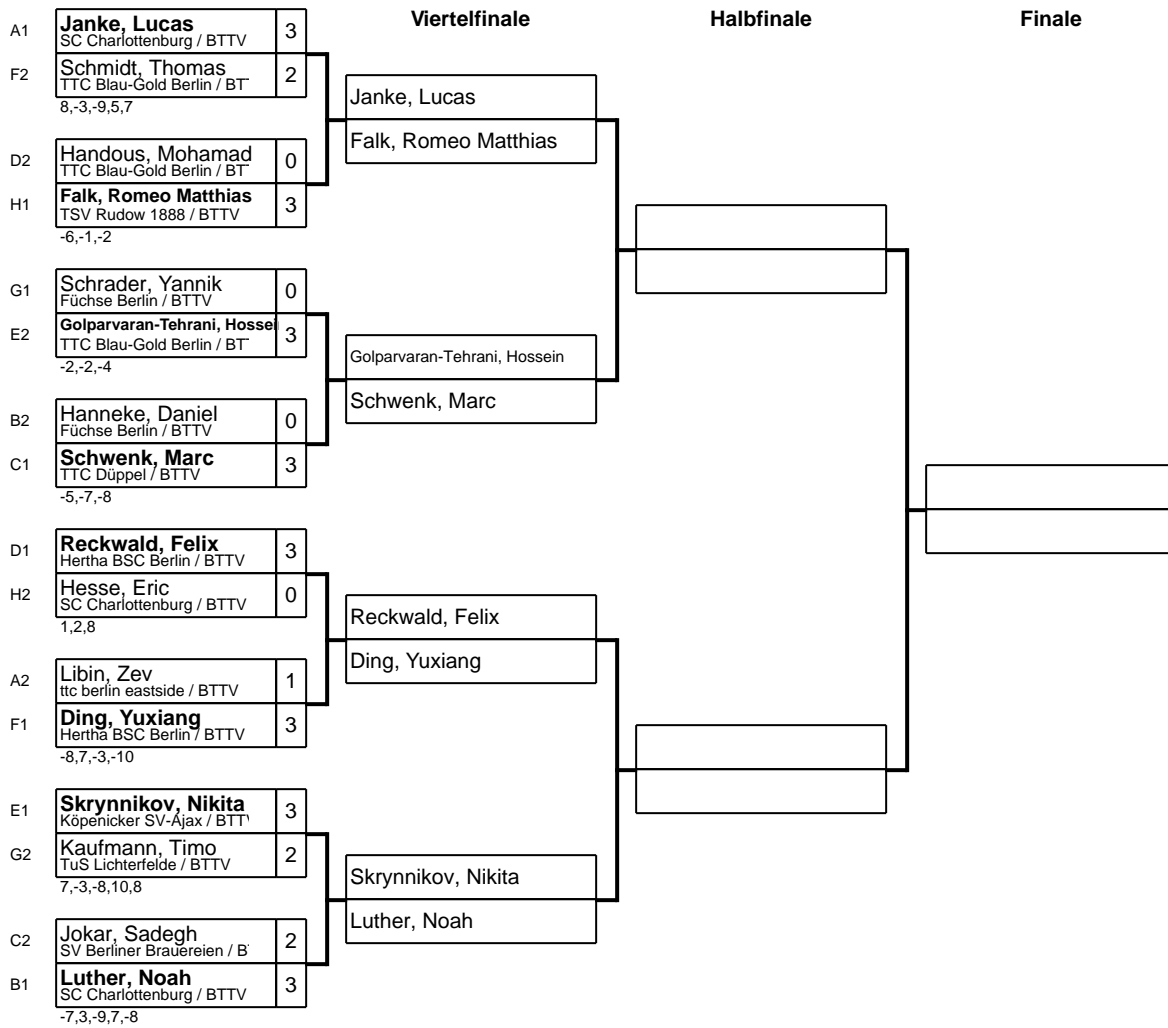 Viertelfinale
Halbfinale
Finale
A1 Janke, Lucas 3
SC Charlottenburg / BTTV
F2 Schmidt, Thomas 2
TTC Blau-Gold Berlin / BT
8,-3,-9,5,7
D2 Handous, Mohamad 0
TTC Blau-Gold Berlin / BT
H1 Falk, Romeo Matthias 3
TSV Rudow 1888 / BTTV
-6,-1,-2
G1 Schrader, Yannik 0
Füchse Berlin / BTTV
E2 Golparvaran-Tehrani, Hossein 3
TTC Blau-Gold Berlin / BT
-2,-2,-4
B2 Hanneke, Daniel 0
Füchse Berlin / BTTV
C1 Schwenk, Marc 3
TTC Düppel / BTTV
-5,-7,-8
D1 Reckwald, Felix 3
Hertha BSC Berlin / BTTV
H2 Hesse, Eric 0
SC Charlottenburg / BTTV
1,2,8
A2 Libin, Zev 1
ttc berlin eastside / BTTV
F1 Ding, Yuxiang 3
Hertha BSC Berlin / BTTV
-8,7,-3,-10
E1 Skrynnikov, Nikita 3
Köpenicker SV-Ajax / BTTV
G2 Kaufmann, Timo 2
TuS Lichterfelde / BTTV
7,-3,-8,10,8
C2 Jokar, Sadegh 2
SV Berliner Brauereien / B
B1 Luther, Noah 3
SC Charlottenburg / BTTV
-7,3,-9,7,-8
Janke, Lucas
Falk, Romeo Matthias
Golparvaran-Tehrani, Hossein
Schwenk, Marc
Reckwald, Felix
Ding, Yuxiang
Skrynnikov, Nikita
Luther, Noah